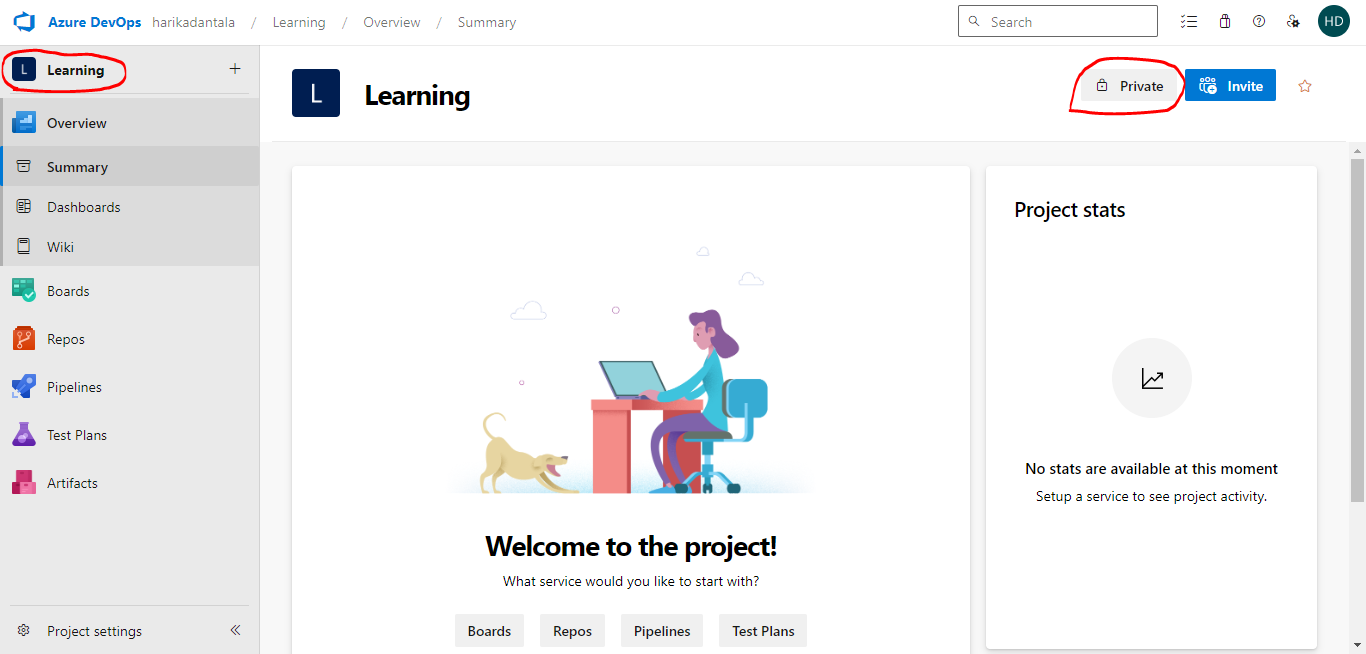 Azure DevOps harikadantala / Learning / Overview / Summary
Search
HD
L Learning +
Overview
Summary
Dashboards
Wiki
Boards
Repos
Pipelines
Test Plans
Artifacts
Project settings
L Learning
Private
Invite
Welcome to the project!
What service would you like to start with?
Boards Repos Pipelines Test Plans
Project stats
No stats are available at this moment
Setup a service to see project activity.